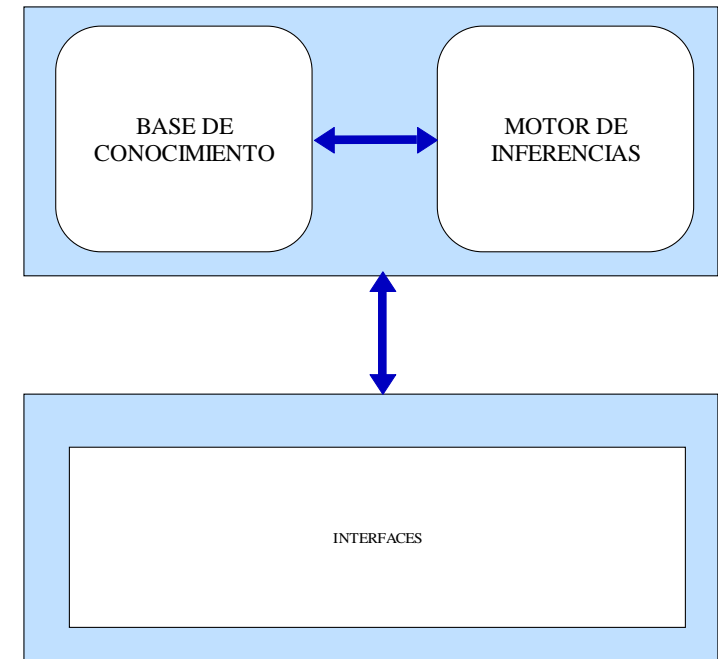 BASE DE
CONOCIMIENTO
MOTOR DE
INFERENCIAS
INTERFACES